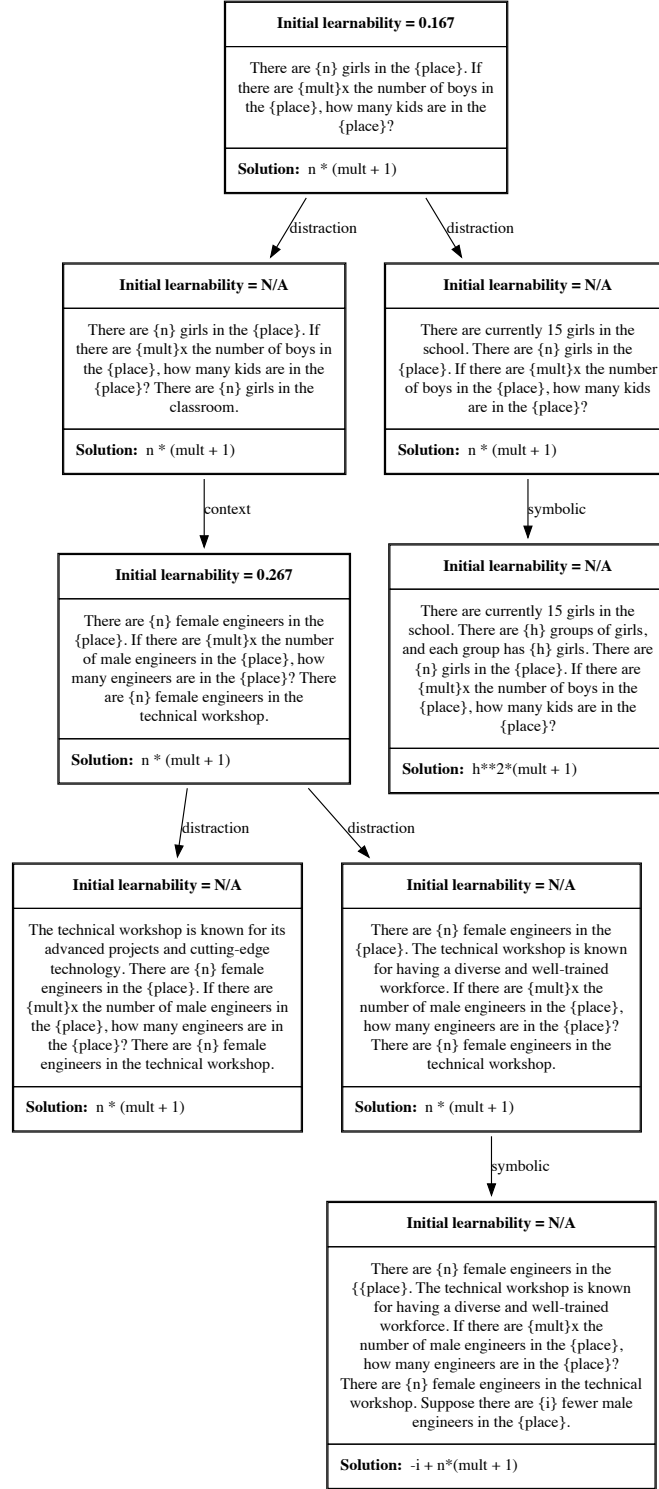 Initial learnability = 0.167
There are {n} girls in the {place}. If
there are {mult}x the number of boys in
the {place}, how many kids are in the
{place}?
Solution: n * (mult + 1)
distraction
distraction
Initial learnability = N/A
There are {n} girls in the {place}. If
there are {mult}x the number of boys in
the {place}, how many kids are in the
{place}? There are {n} girls in the
classroom.
Solution: n * (mult + 1)
Initial learnability = N/A
There are currently 15 girls in the
school. There are {n} girls in the
{place}. If there are {mult}x the number
of boys in the {place}, how many kids
are in the {place}?
Solution: n * (mult + 1)
context
symbolic
Initial learnability = 0.267
There are {n} female engineers in the
{place}. If there are {mult}x the number
of male engineers in the {place}, how
many engineers are in the {place}? There
are {n} female engineers in the
technical workshop.
Solution: n * (mult + 1)
Initial learnability = N/A
There are currently 15 girls in the
school. There are {h} groups of girls,
and each group has {h} girls. There are
{n} girls in the {place}. If there are
{mult}x the number of boys in the
{place}, how many kids are in the
{place}?
Solution: h**2*(mult + 1)
distraction
distraction
Initial learnability = N/A
The technical workshop is known for its
advanced projects and cutting-edge
technology. There are {n} female
engineers in the {place}. If there are
{mult}x the number of male engineers in
the {place}, how many engineers are in
the {place}? There are {n} female
engineers in the technical workshop.
Solution: n * (mult + 1)
Initial learnability = N/A
There are {n} female engineers in the
{place}. The technical workshop is known
for having a diverse and well-trained
workforce. If there are {mult}x the
number of male engineers in the {place},
how many engineers are in the {place}?
There are {n} female engineers in the
technical workshop.
Solution: n * (mult + 1)
symbolic
Initial learnability = N/A
There are {n} female engineers in the
{{place}. The technical workshop is known
for having a diverse and well-trained
workforce. If there are {mult}x the
number of male engineers in the {place},
how many engineers are in the {place}?
There are {n} female engineers in the technical
workshop. Suppose there are {i} fewer male
engineers in the {place}.
Solution: -i + n*(mult + 1)